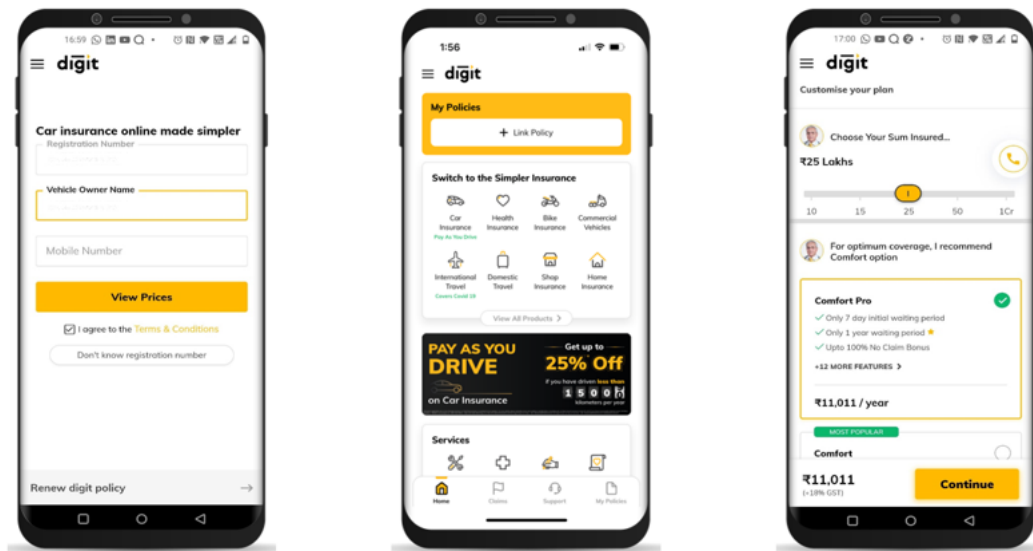 16:59
digit
Car insurance online made simpler
Registration Number
Vehicle Owner Name
Mobile Number
View Prices
I agree to the Terms & Conditions
Don't know registration number
Renew digit policy
1:56
digit
My Policies
+ Link Policy
Switch to the Simpler Insurance
Car Insurance
Pay As You Drive
Health Insurance
Bike Insurance
Commercial Vehicles
International Travel
Covers Covid 19
Domestic Travel
Shop Insurance
Home Insurance
View All Products >
PAY AS YOU
DRIVE
on Car Insurance
Get up to
25% Off
if you have driven less than
1 5 0 0
kilometers per year
Services
Home
Claims
Support
My Policies
17:00
digit
Customise your plan
Choose Your Sum Insured...
₹25 Lakhs
10 15 25 50 1Cr
For optimum coverage, I recommend
Comfort option
Comfort Pro
Only 7 day initial waiting period
Only 1 year waiting period
Upto 100% No Claim Bonus
+12 MORE FEATURES >
₹11,011 / year
MOST POPULAR
Comfort
₹11,011
(+18% GST)
Continue